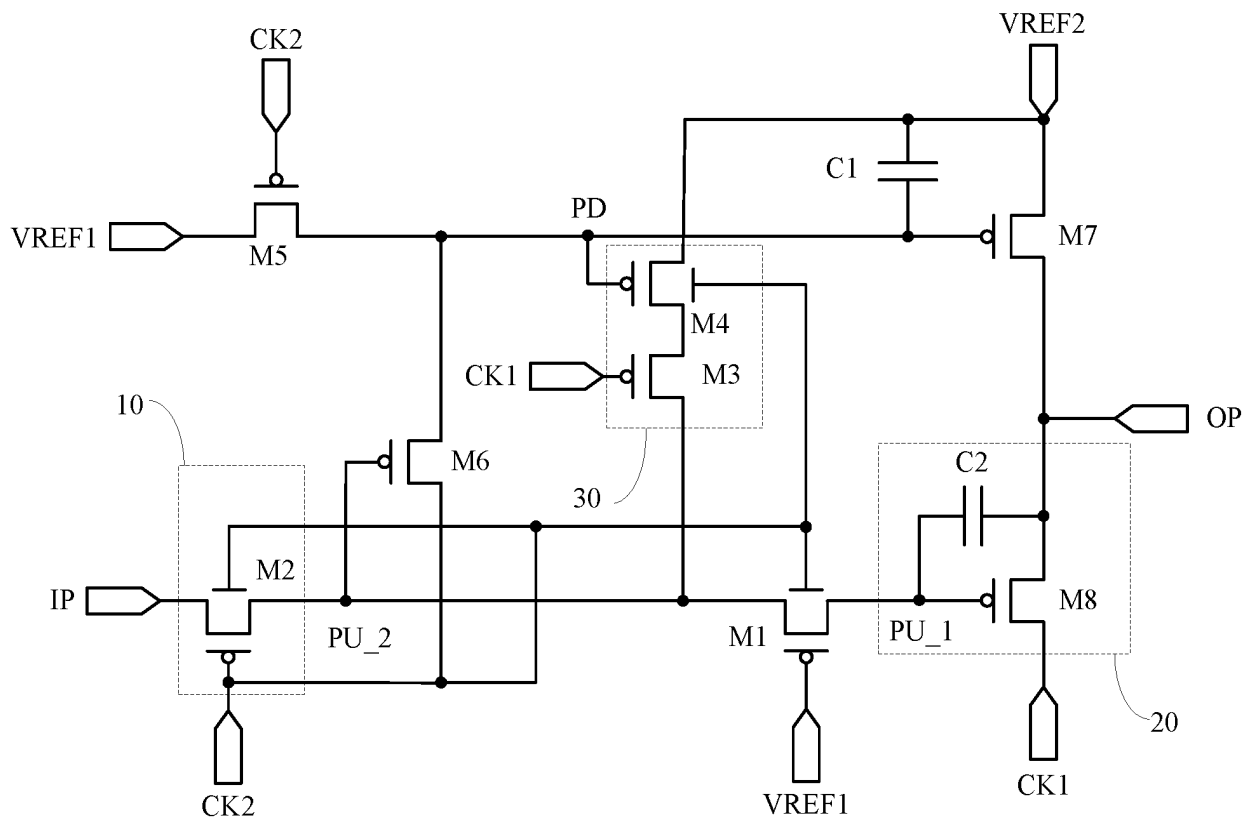 CK2
VREF2
C1
VREF1
M5
PD
M7
M4
CK1
M3
10
OP
M6
30
C2
M2
IP
PU_2
M1
PU_1
M8
20
CK2
VREF1
CK1